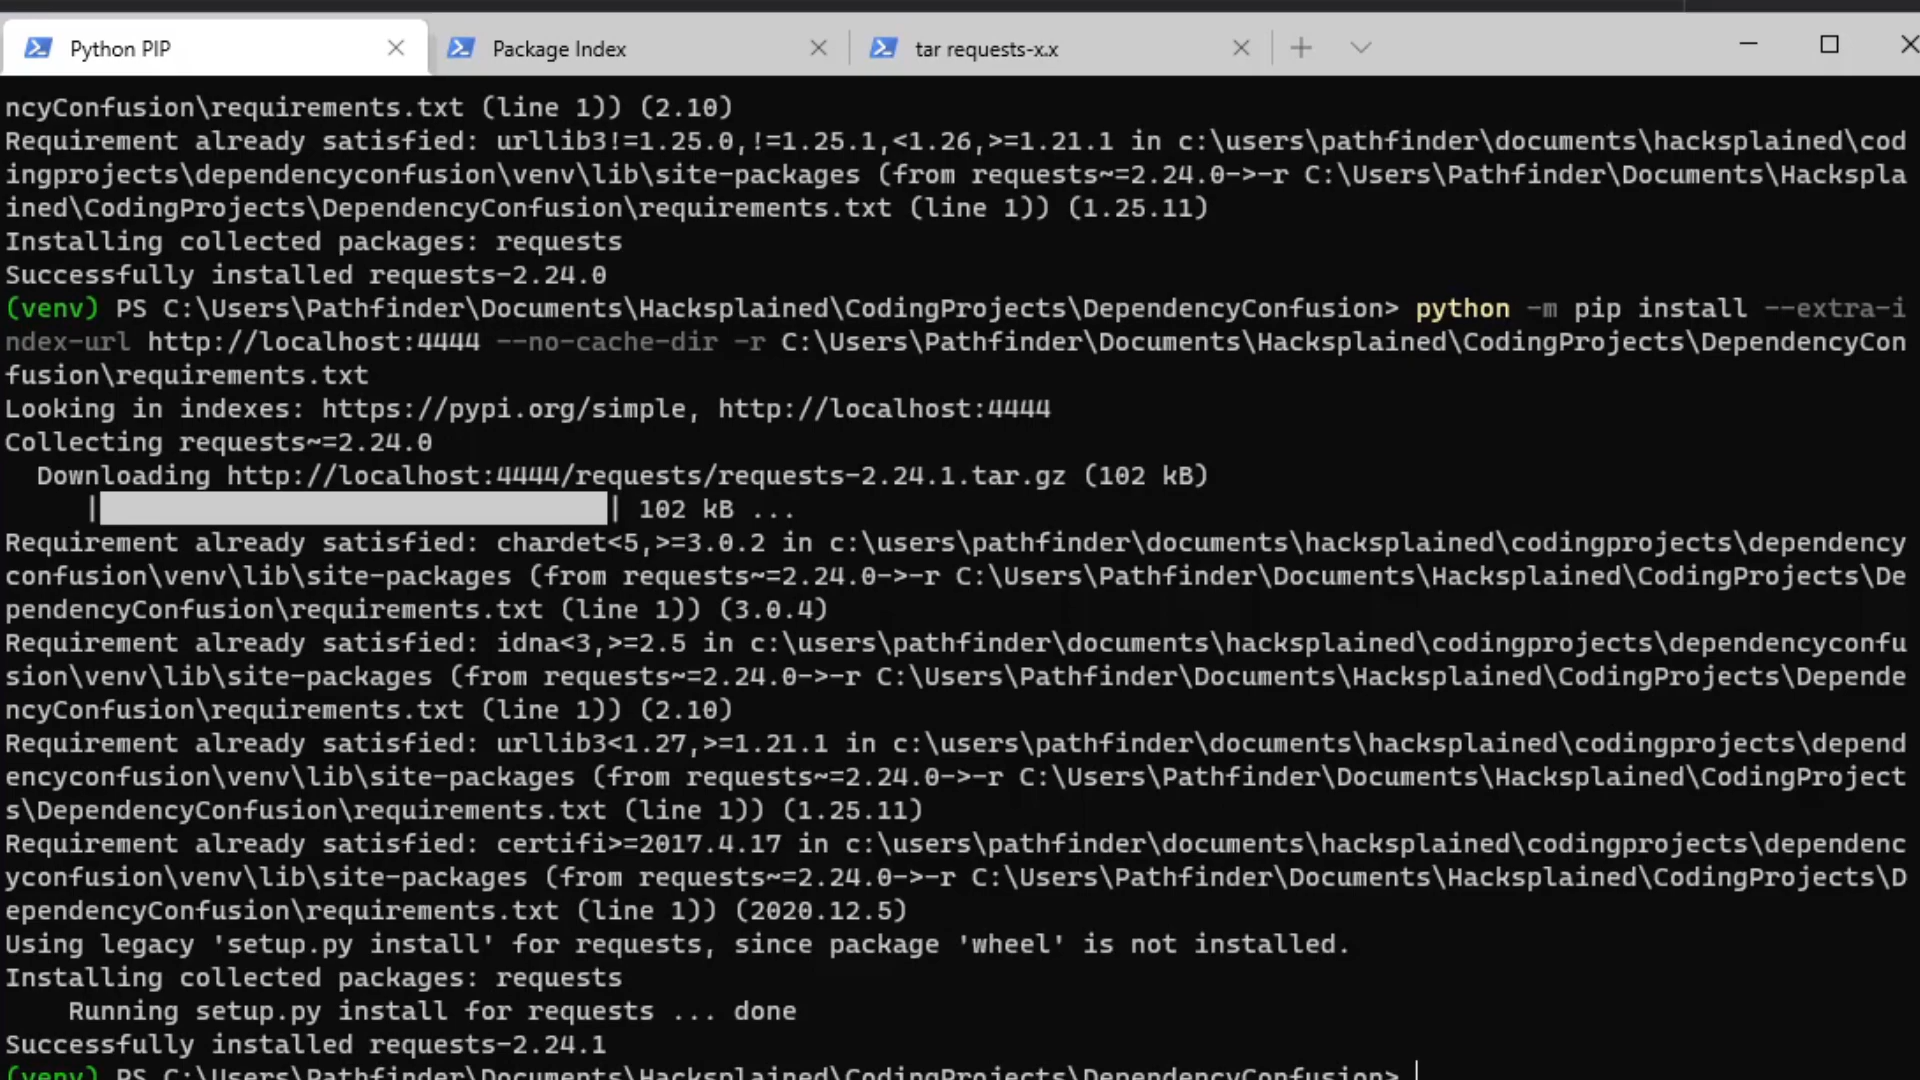 Python PIP
Package Index
tar requests-x.x
ncyConfusion\requirements.txt (line 1)) (2.10)
Requirement already satisfied: urllib3!=1.25.0,!=1.25.1,<1.26,>=1.21.1 in c:\users\pathfinder\documents\hacksplained\cod
ingprojects\dependencyconfusion\venv\lib\site-packages (from requests~=2.24.0->-r C:\Users\Pathfinder\Documents\Hackspla
ined\CodingProjects\DependencyConfusion\requirements.txt (line 1)) (1.25.11)
Installing collected packages: requests
Successfully installed requests-2.24.0
(venv) PS C:\Users\Pathfinder\Documents\Hacksplained\CodingProjects\DependencyConfusion> python -m pip install --extra-i
ndex-url http://localhost:4444 --no-cache-dir -r C:\Users\Pathfinder\Documents\Hacksplained\CodingProjects\DependencyCon
fusion\requirements.txt
Looking in indexes: https://pypi.org/simple, http://localhost:4444
Collecting requests~=2.24.0
  Downloading http://localhost:4444/requests/requests-2.24.1.tar.gz (102 kB)
| | 102 kB ...
Requirement already satisfied: chardet<5,>=3.0.2 in c:\users\pathfinder\documents\hacksplained\codingprojects\dependency
confusion\venv\lib\site-packages (from requests~=2.24.0->-r C:\Users\Pathfinder\Documents\Hacksplained\CodingProjects\De
pendencyConfusion\requirements.txt (line 1)) (3.0.4)
Requirement already satisfied: idna<3,>=2.5 in c:\users\pathfinder\documents\hacksplained\codingprojects\dependencyconfu
sion\venv\lib\site-packages (from requests~=2.24.0->-r C:\Users\Pathfinder\Documents\Hacksplained\CodingProjects\Depende
ncyConfusion\requirements.txt (line 1)) (2.10)
Requirement already satisfied: urllib3<1.27,>=1.21.1 in c:\users\pathfinder\documents\hacksplained\codingprojects\depend
encyconfusion\venv\lib\site-packages (from requests~=2.24.0->-r C:\Users\Pathfinder\Documents\Hacksplained\CodingProject
s\DependencyConfusion\requirements.txt (line 1)) (1.25.11)
Requirement already satisfied: certifi>=2017.4.17 in c:\users\pathfinder\documents\hacksplained\codingprojects\dependenc
yconfusion\venv\lib\site-packages (from requests~=2.24.0->-r C:\Users\Pathfinder\Documents\Hacksplained\CodingProjects\D
ependencyConfusion\requirements.txt (line 1)) (2020.12.5)
Using legacy 'setup.py install' for requests, since package 'wheel' is not installed.
Installing collected packages: requests
    Running setup.py install for requests ... done
Successfully installed requests-2.24.1
(venv) PS C:\Users\Pathfinder\Documents\Hacksplained\CodingProjects\DependencyConfusion>